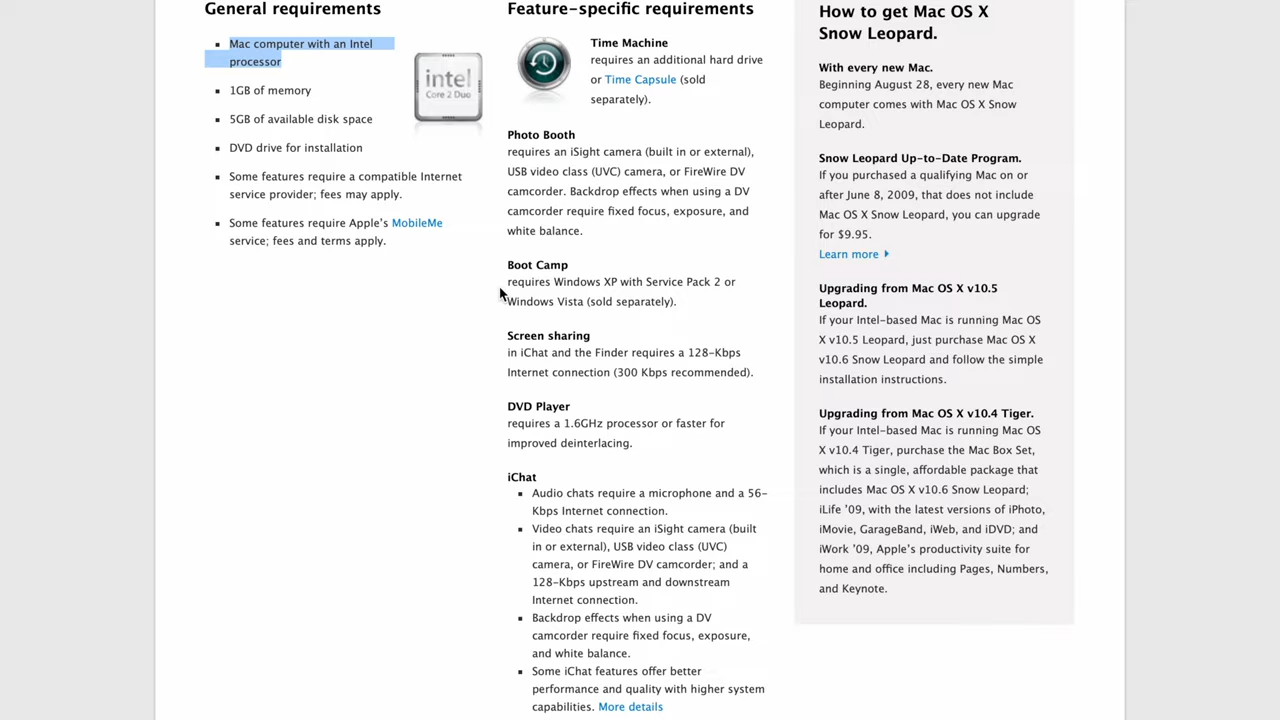 General requirements
Mac computer with an Intel
processor
1GB of memory
5GB of available disk space
DVD drive for installation
Some features require a compatible Internet
service provider; fees may apply.
Some features require Apple's MobileMe
service; fees and terms apply.
intel
Core 2 Duo
Feature-specific requirements
Time Machine
requires an additional hard drive
or Time Capsule (sold
separately).
Photo Booth
requires an iSight camera (built in or external),
USB video class (UVC) camera, or FireWire DV
camcorder. Backdrop effects when using a DV
camcorder require fixed focus, exposure, and
white balance.
Boot Camp
requires Windows XP with Service Pack 2 or
Windows Vista (sold separately).
Screen sharing
in iChat and the Finder requires a 128-Kbps
Internet connection (300 Kbps recommended).
DVD Player
requires a 1.6GHz processor or faster for
improved deinterlacing.
iChat
Audio chats require a microphone and a 56-
Kbps Internet connection.
Video chats require an iSight camera (built
in or external), USB video class (UVC)
camera, or FireWire DV camcorder; and a
128-Kbps upstream and downstream
Internet connection.
Backdrop effects when using a DV
camcorder require fixed focus, exposure,
and white balance.
Some iChat features offer better
performance and quality with higher system
capabilities. More details
How to get Mac OS X
Snow Leopard.
With every new Mac.
Beginning August 28, every new Mac
computer comes with Mac OS X Snow
Leopard.
Snow Leopard Up-to-Date Program.
If you purchased a qualifying Mac on or
after June 8, 2009, that does not include
Mac OS X Snow Leopard, you can upgrade
for $9.95.
Learn more
Upgrading from Mac OS X v10.5
Leopard.
If your Intel-based Mac is running Mac OS
X v10.5 Leopard, just purchase Mac OS X
v10.6 Snow Leopard and follow the simple
installation instructions.
Upgrading from Mac OS X v10.4 Tiger.
If your Intel-based Mac is running Mac OS
X v10.4 Tiger, purchase the Mac Box Set,
which is a single, affordable package that
includes Mac OS X v10.6 Snow Leopard;
iLife '09, with the latest versions of iPhoto,
iMovie, GarageBand, iWeb, and iDVD; and
iWork '09, Apple's productivity suite for
home and office including Pages, Numbers,
and Keynote.